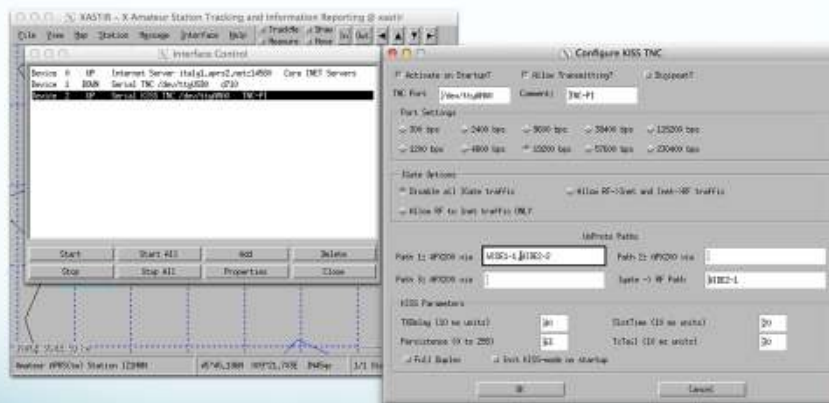 XASTIR - X Amateur Station Tracking and Information Reporting @ xastir
File View Map Station Message Interface Help TrackMe Measure Draw Move In Out
Interface Control
Device 0 UP Internet Server italy1.aprs2.net:14580 Core INET Servers
Device 1 DOWN Serial TNC /dev/ttyUSB0 d710
Device 2 UP Serial KISS TNC /dev/ttyAMA0 TNC-PI
Start Start All Add Delete
Stop Stop All Properties Close
Configure KISS TNC
Activate on Startup? Allow Transmitting? Digipeat?
TNC Port /dev/ttyAMA0 Comment: TNC-PI
Port Settings
300 bps 2400 bps 9600 bps 38400 bps 115200 bps
1200 bps 4800 bps 19200 bps 57600 bps 230400 bps
IGate Options
Disable all IGate traffic Allow RF->Inet and Inet->RF traffic
Allow RF to Inet traffic ONLY
UnProto Paths
Path 1: APX200 via WIDE1-1,WIDE2-2 Path 2: APX200 via
Path 3: APX200 via Igate -> RF Path WIDE2-1
KISS Parameters
TXDelay (10 ms units) SlotTime (10 ms units)
Persistence (0 to 255) 63 TxTail (10 ms units)
Full Duplex Init KISS-mode on startup
OK Cancel